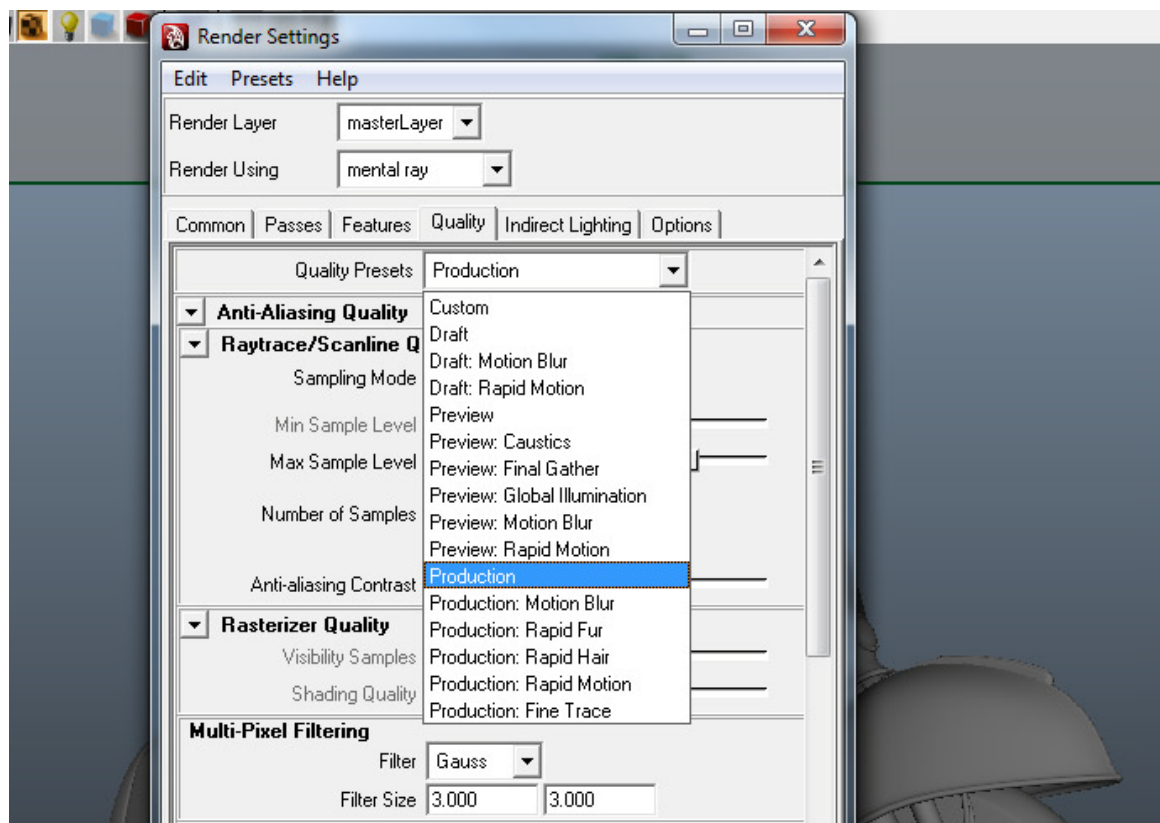 Render Settings
Edit Presets Help
Render Layer masterLayer
Render Using mental ray
Common Passes Features Quality Indirect Lighting Options
Quality Presets Production
Anti-Aliasing Quality
Raytrace/Scanline Q
Sampling Mode
Min Sample Level
Max Sample Level
Number of Samples
Anti-aliasing Contrast
Rasterizer Quality
Visibility Samples
Shading Quality
Custom
Draft
Draft: Motion Blur
Draft: Rapid Motion
Preview
Preview: Caustics
Preview: Final Gather
Preview: Global Illumination
Preview: Motion Blur
Preview: Rapid Motion
Production
Production: Motion Blur
Production: Rapid Fur
Production: Rapid Hair
Production: Rapid Motion
Production: Fine Trace
Multi-Pixel Filtering
Filter Gauss
Filter Size 3.000 3.000